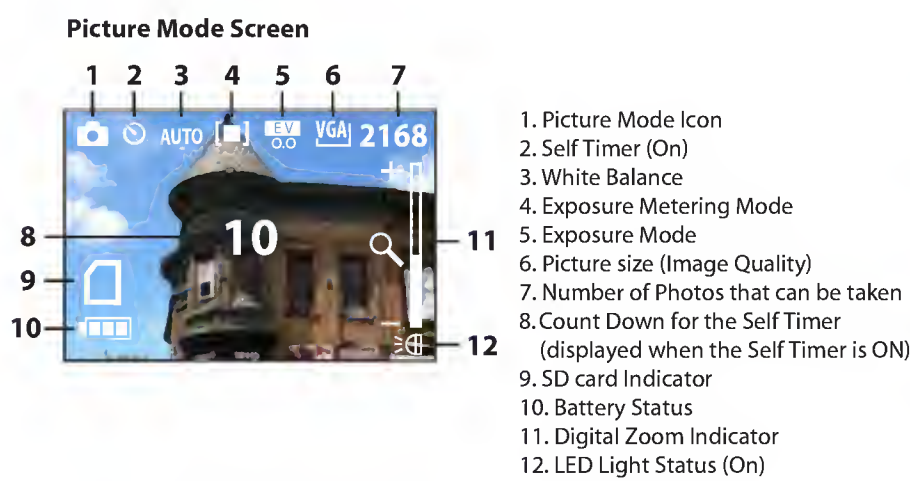 Picture Mode Screen
1 2 3 4 5 6 7
AUTO [■] EV 0.0 VGA 2168
+
8 10 11
9
10 −
12
1. Picture Mode Icon
2. Self Timer (On)
3. White Balance
4. Exposure Metering Mode
5. Exposure Mode
6. Picture size (Image Quality)
7. Number of Photos that can be taken
8. Count Down for the Self Timer
(displayed when the Self Timer is ON)
9. SD card Indicator
10. Battery Status
11. Digital Zoom Indicator
12. LED Light Status (On)